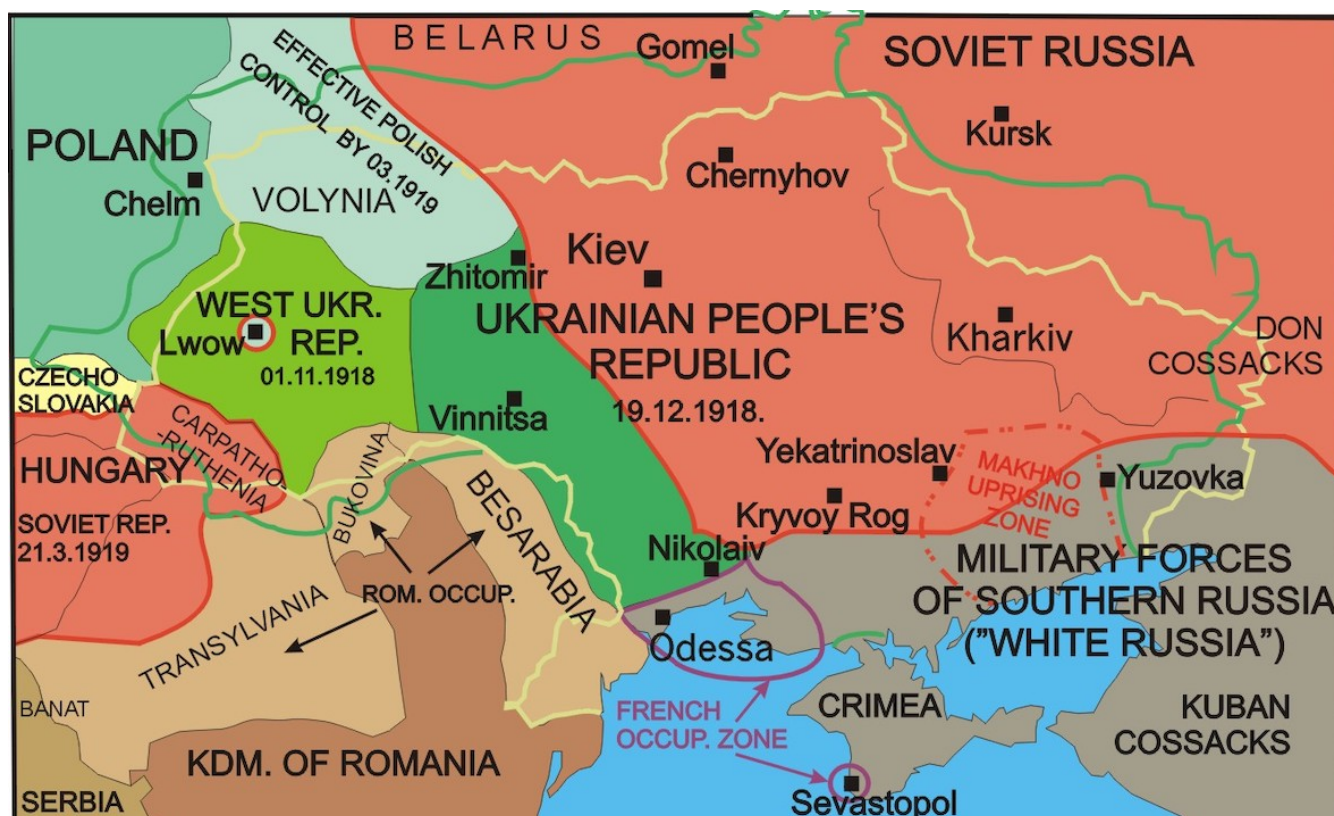 BELARUS
Gomel
SOVIET RUSSIA
EFFECTIVE POLISH
CONTROL BY 03.1919
POLAND
Kursk
Chelm
VOLYNIA
Chernyhov
Kiev
Zhitomir
WEST UKR.
REP.
01.11.1918
Lwow
UKRAINIAN PEOPLE'S
REPUBLIC
19.12.1918.
Kharkiv
DON
COSSACKS
CZECHO
SLOVAKIA
CARPATHO-
-RUTHENIA
Vinnitsa
HUNGARY
SOVIET REP.
21.3.1919
BUKOVINA
BESARABIA
Yekatrinoslav
MAKHNO
UPRISING
ZONE
Yuzovka
Kryvoy Rog
Nikolaiv
MILITARY FORCES
OF SOUTHERN RUSSIA
("WHITE RUSSIA")
ROM. OCCUP.
TRANSYLVANIA
Odessa
BANAT
FRENCH
OCCUP. ZONE
CRIMEA
KUBAN
COSSACKS
KDM. OF ROMANIA
SERBIA
Sevastopol